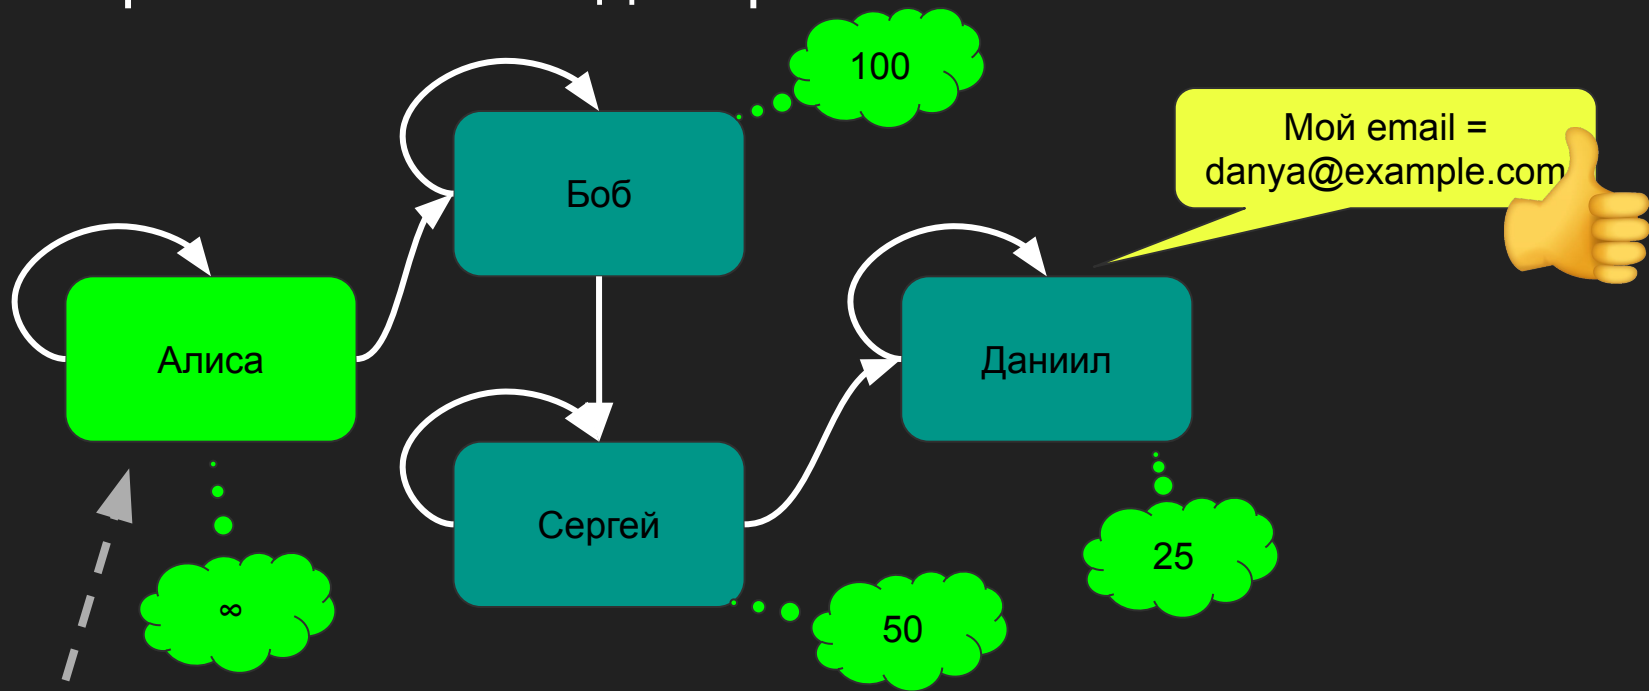 100
Мой email =
danya@example.com
Боб
Алиса
Даниил
Сергей
25
∞
50